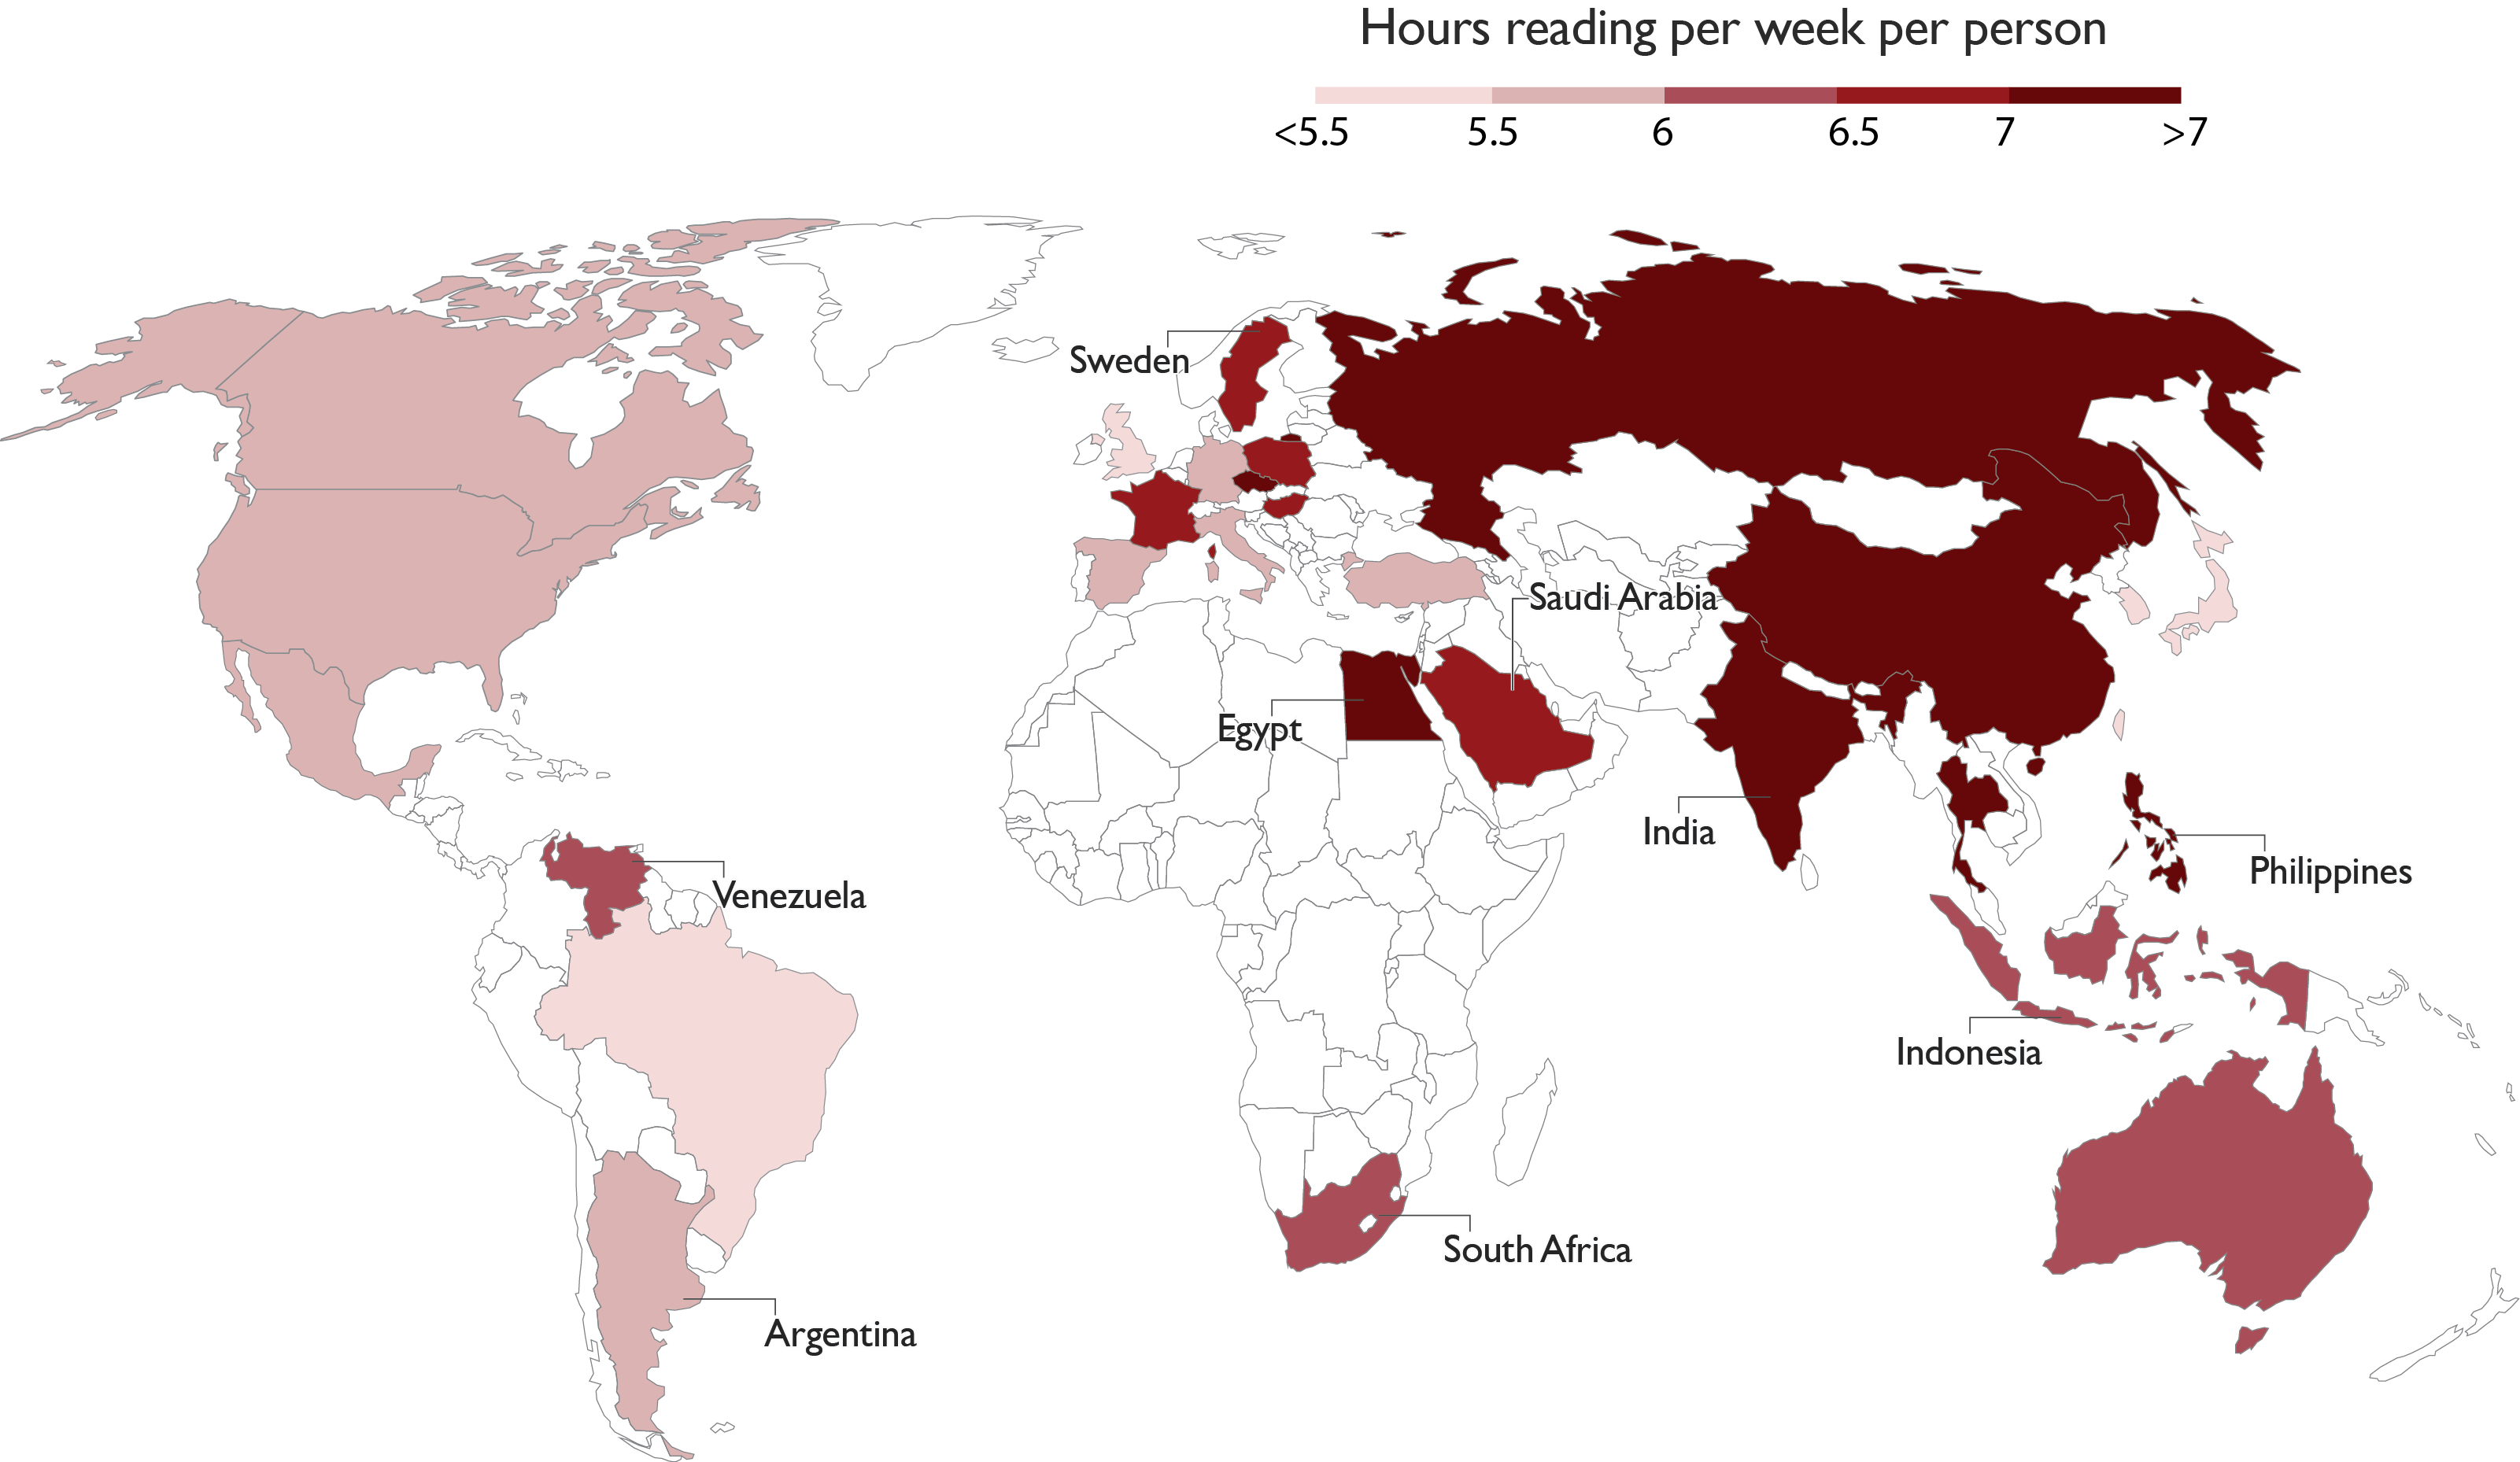 Hours reading per week per person
<5.5 5.5 6 6.5 7 >7
Sweden
Saudi Arabia
Egypt
India
Philippines
Venezuela
Indonesia
South Africa
Argentina